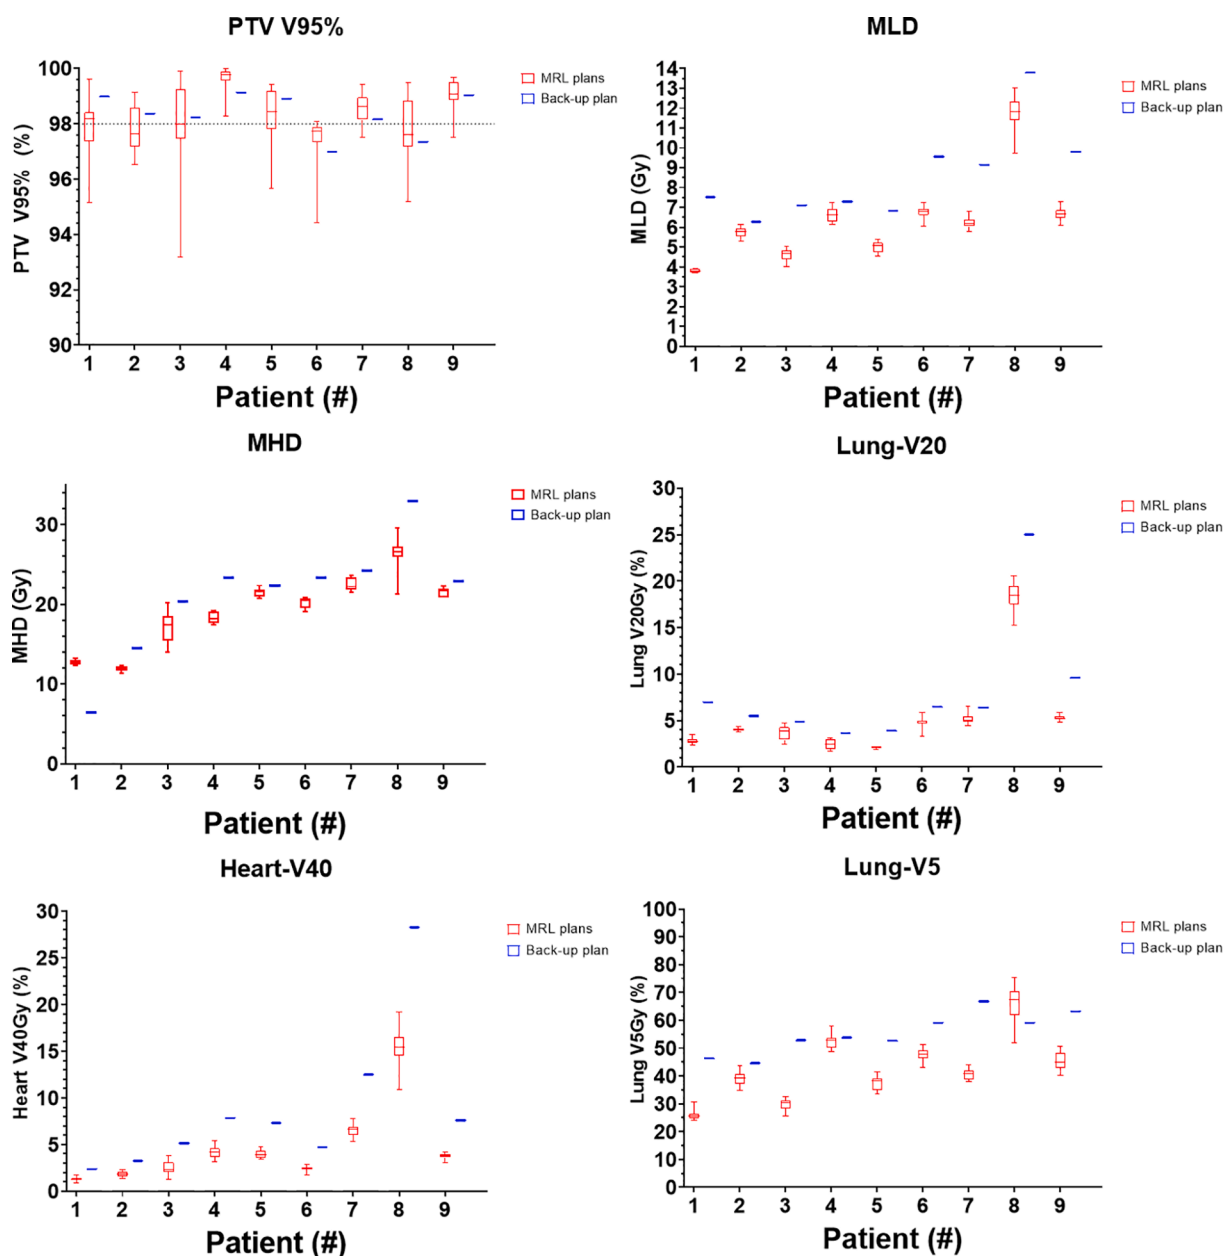 PTV V95%
PTV V95% (%)
100
98
96
94
92
90
1 2 3 4 5 6 7 8 9
Patient (#)
MRL plans
Back-up plan
MLD
MLD (Gy)
14
13
12
11
10
9
8
7
6
5
4
3
2
1
0
1 2 3 4 5 6 7 8 9
Patient (#)
MRL plans
Back-up plan
MHD
MHD (Gy)
30
20
10
0
1 2 3 4 5 6 7 8 9
Patient (#)
MRL plans
Back-up plan
Lung-V20
Lung V20Gy (%)
30
25
20
15
10
5
0
1 2 3 4 5 6 7 8 9
Patient (#)
MRL plans
Back-up plan
Heart-V40
Heart V40Gy (%)
30
25
20
15
10
5
0
1 2 3 4 5 6 7 8 9
Patient (#)
MRL plans
Back-up plan
Lung-V5
Lung V5Gy (%)
100
90
80
70
60
50
40
30
20
10
0
1 2 3 4 5 6 7 8 9
Patient (#)
MRL plans
Back-up plan